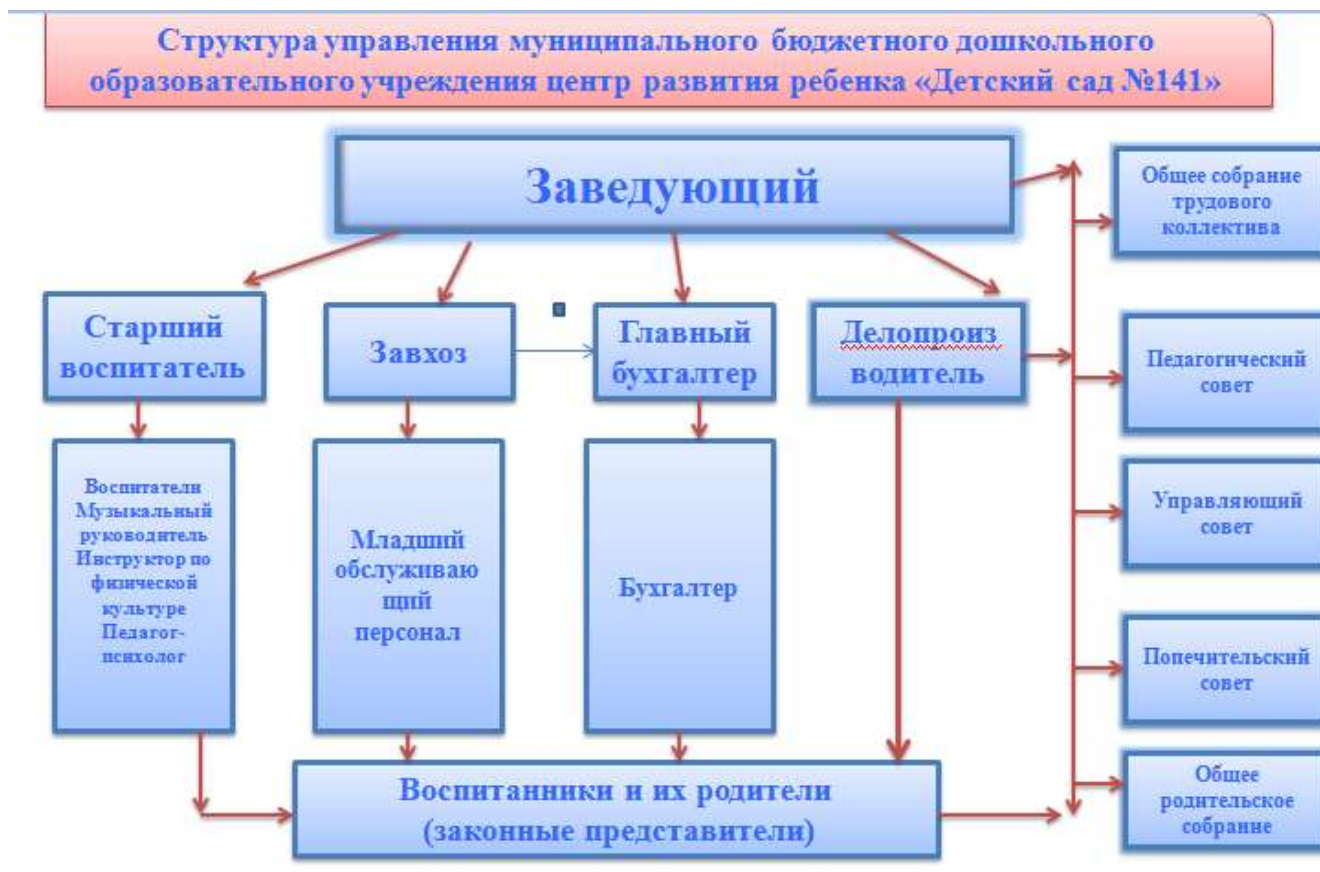 Структура управления муниципального бюджетного дошкольного
образовательного учреждения центр развития ребенка «Детский сад №141»
Заведующий
Общее собрание
трудового
коллектива
Старший
воспитатель
Завхоз
Главный
бухгалтер
Делопроиз
водитель
Педагогический
совет
Воспитатели
Музыкальный
руководитель
Инструктор по
физической
культуре
Педагог-
психолог
Младший
обслуживаю
щий
персонал
Бухгалтер
Управляющий
совет
Попечительский
совет
Воспитанники и их родители
(законные представители)
Общее
родительское
собрание